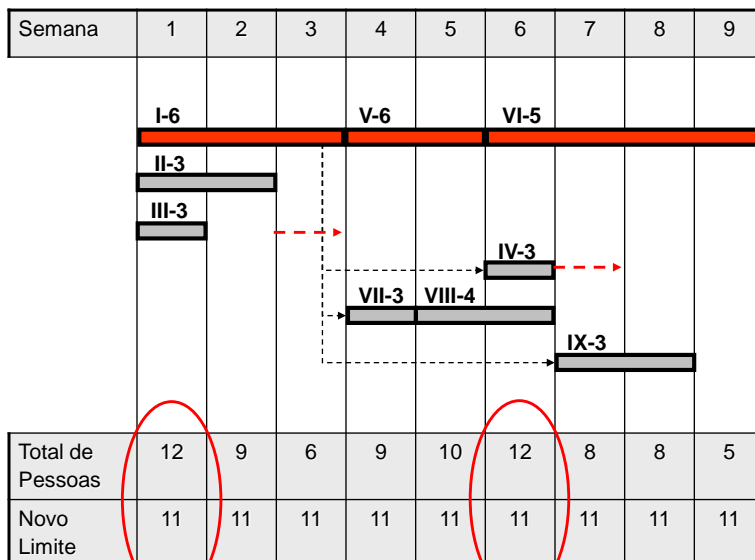 Semana 1 2 3 4 5 6 7 8 9
I-6 V-6 VI-5
II-3
III-3
IV-3
VII-3 VIII-4
IX-3
Total de
Pessoas 12 9 6 9 10 12 8 8 5
Novo
Limite 11 11 11 11 11 11 11 11 11